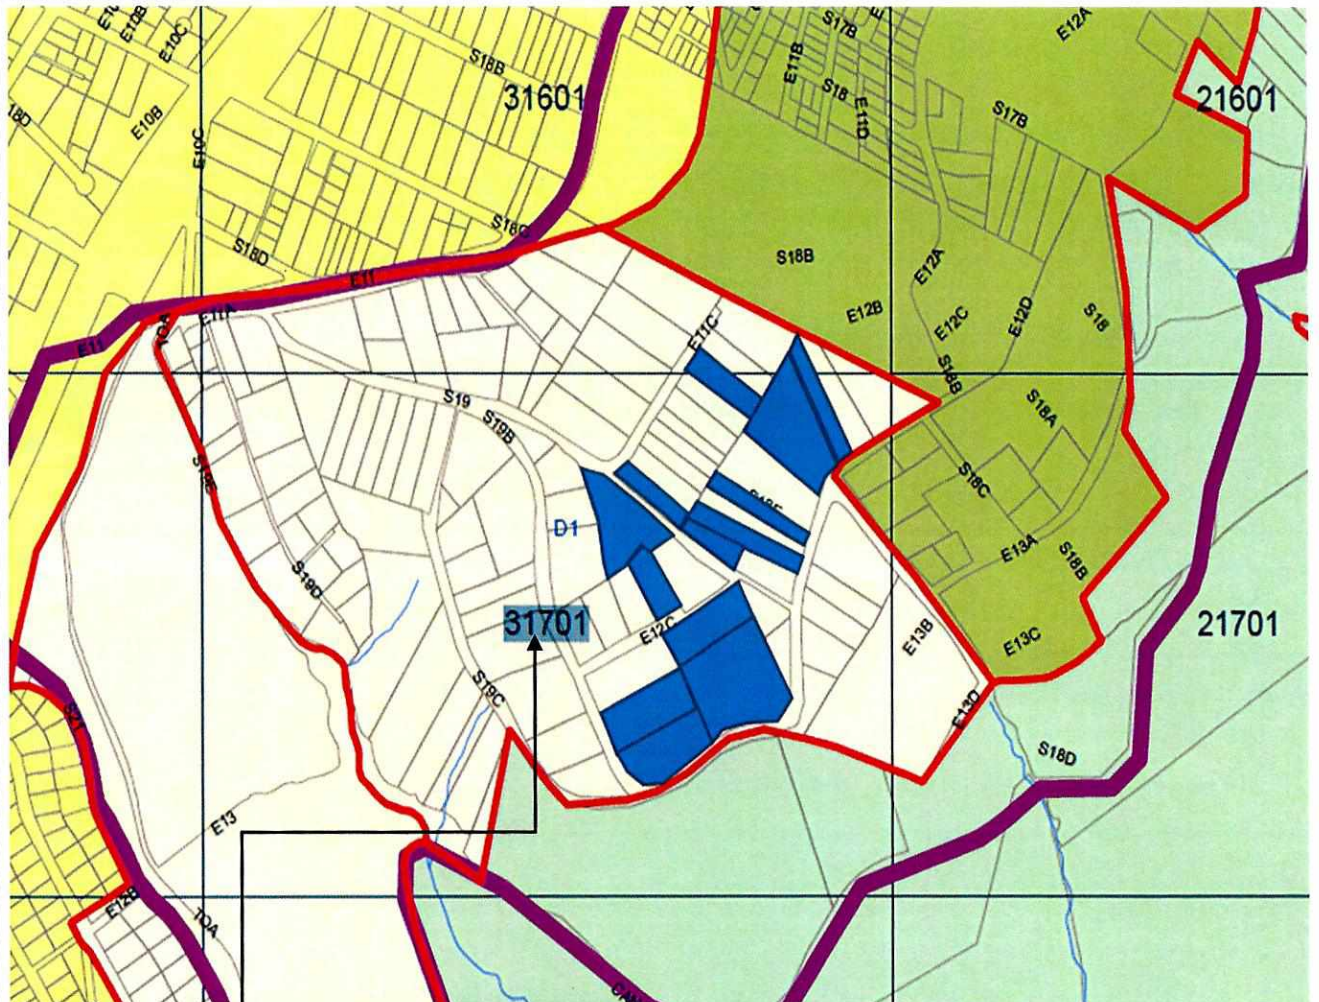 E10B
E10C
S18B
S17B
E11B
S18
E11D
E12A
S17B
31601
21601
18D
E10B
E10C
S18D
S18C
E11
E11A
TOA
E11
S18B
E12A
E12B
E12C
E12D
S18
E11C
S18B
S18A
S19
S19B
S19E
S18C
D1
E13A
S18B
S19D
31701
E12C
E13B
E13C
21701
S19C
E13D
S21
S18D
E13
E12B
TOA